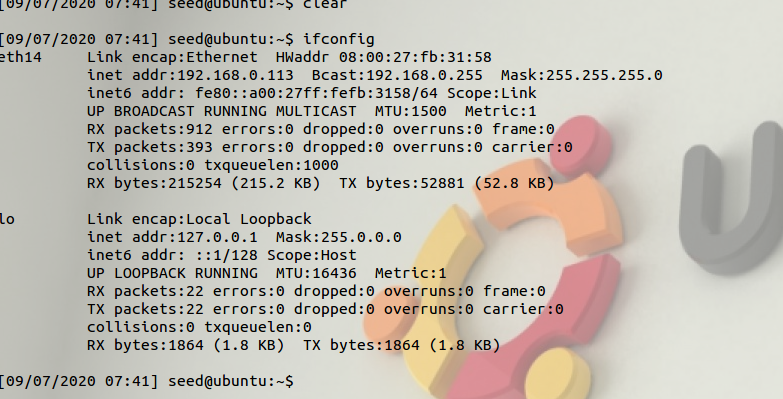 [09/07/2020 07:41] seed@ubuntu:~$ clear
[09/07/2020 07:41] seed@ubuntu:~$ ifconfig
eth14 Link encap:Ethernet HWaddr 08:00:27:fb:31:58
inet addr:192.168.0.113 Bcast:192.168.0.255 Mask:255.255.255.0
inet6 addr: fe80::a00:27ff:fefb:3158/64 Scope:Link
UP BROADCAST RUNNING MULTICAST MTU:1500 Metric:1
RX packets:912 errors:0 dropped:0 overruns:0 frame:0
TX packets:393 errors:0 dropped:0 overruns:0 carrier:0
collisions:0 txqueuelen:1000
RX bytes:215254 (215.2 KB) TX bytes:52881 (52.8 KB)
lo Link encap:Local Loopback
inet addr:127.0.0.1 Mask:255.0.0.0
inet6 addr: ::1/128 Scope:Host
UP LOOPBACK RUNNING MTU:16436 Metric:1
RX packets:22 errors:0 dropped:0 overruns:0 frame:0
TX packets:22 errors:0 dropped:0 overruns:0 carrier:0
collisions:0 txqueuelen:0
RX bytes:1864 (1.8 KB) TX bytes:1864 (1.8 KB)
[09/07/2020 07:41] seed@ubuntu:~$
U